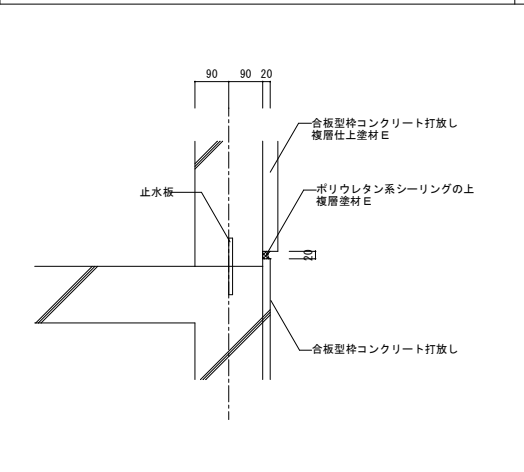 90 90 20
合板型枠コンクリート打放し
複層仕上塗材E
止水板
ポリウレタン系シーリングの上
複層塗材E
20
合板型枠コンクリート打放し